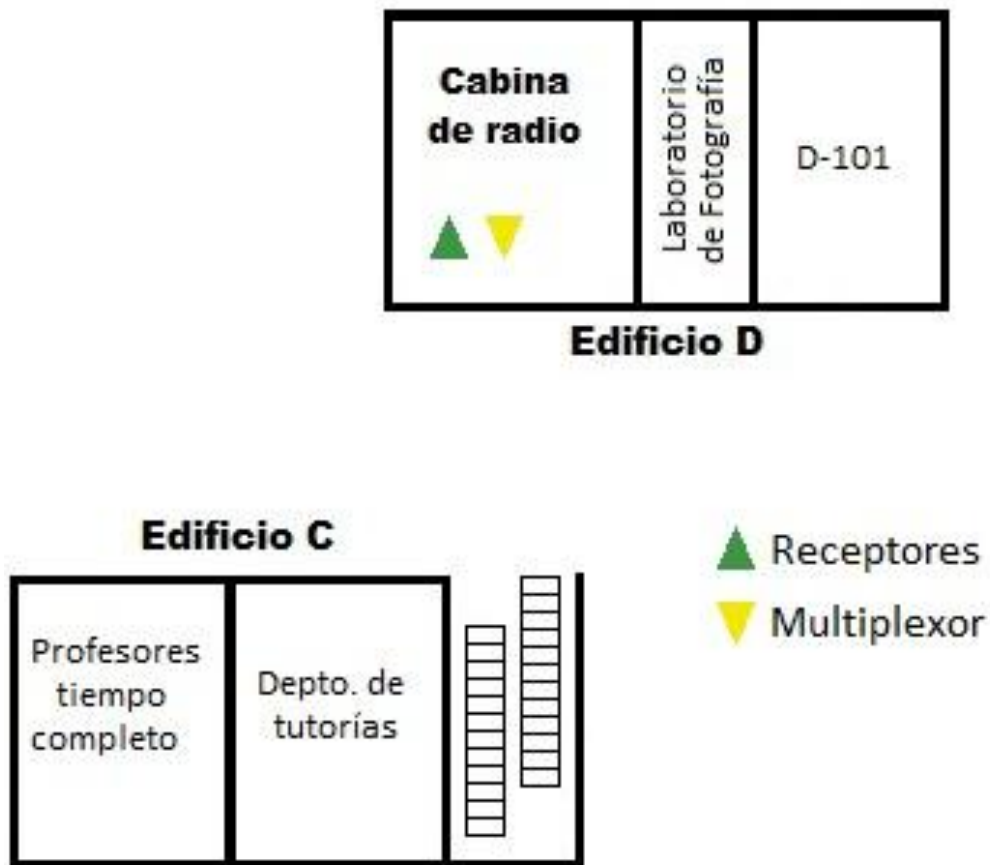 Cabina
de radio
Laboratorio
de Fotografía
D-101
Edificio D
Edificio C
Receptores
Multiplexor
Profesores
tiempo
completo
Depto. de
tutorías